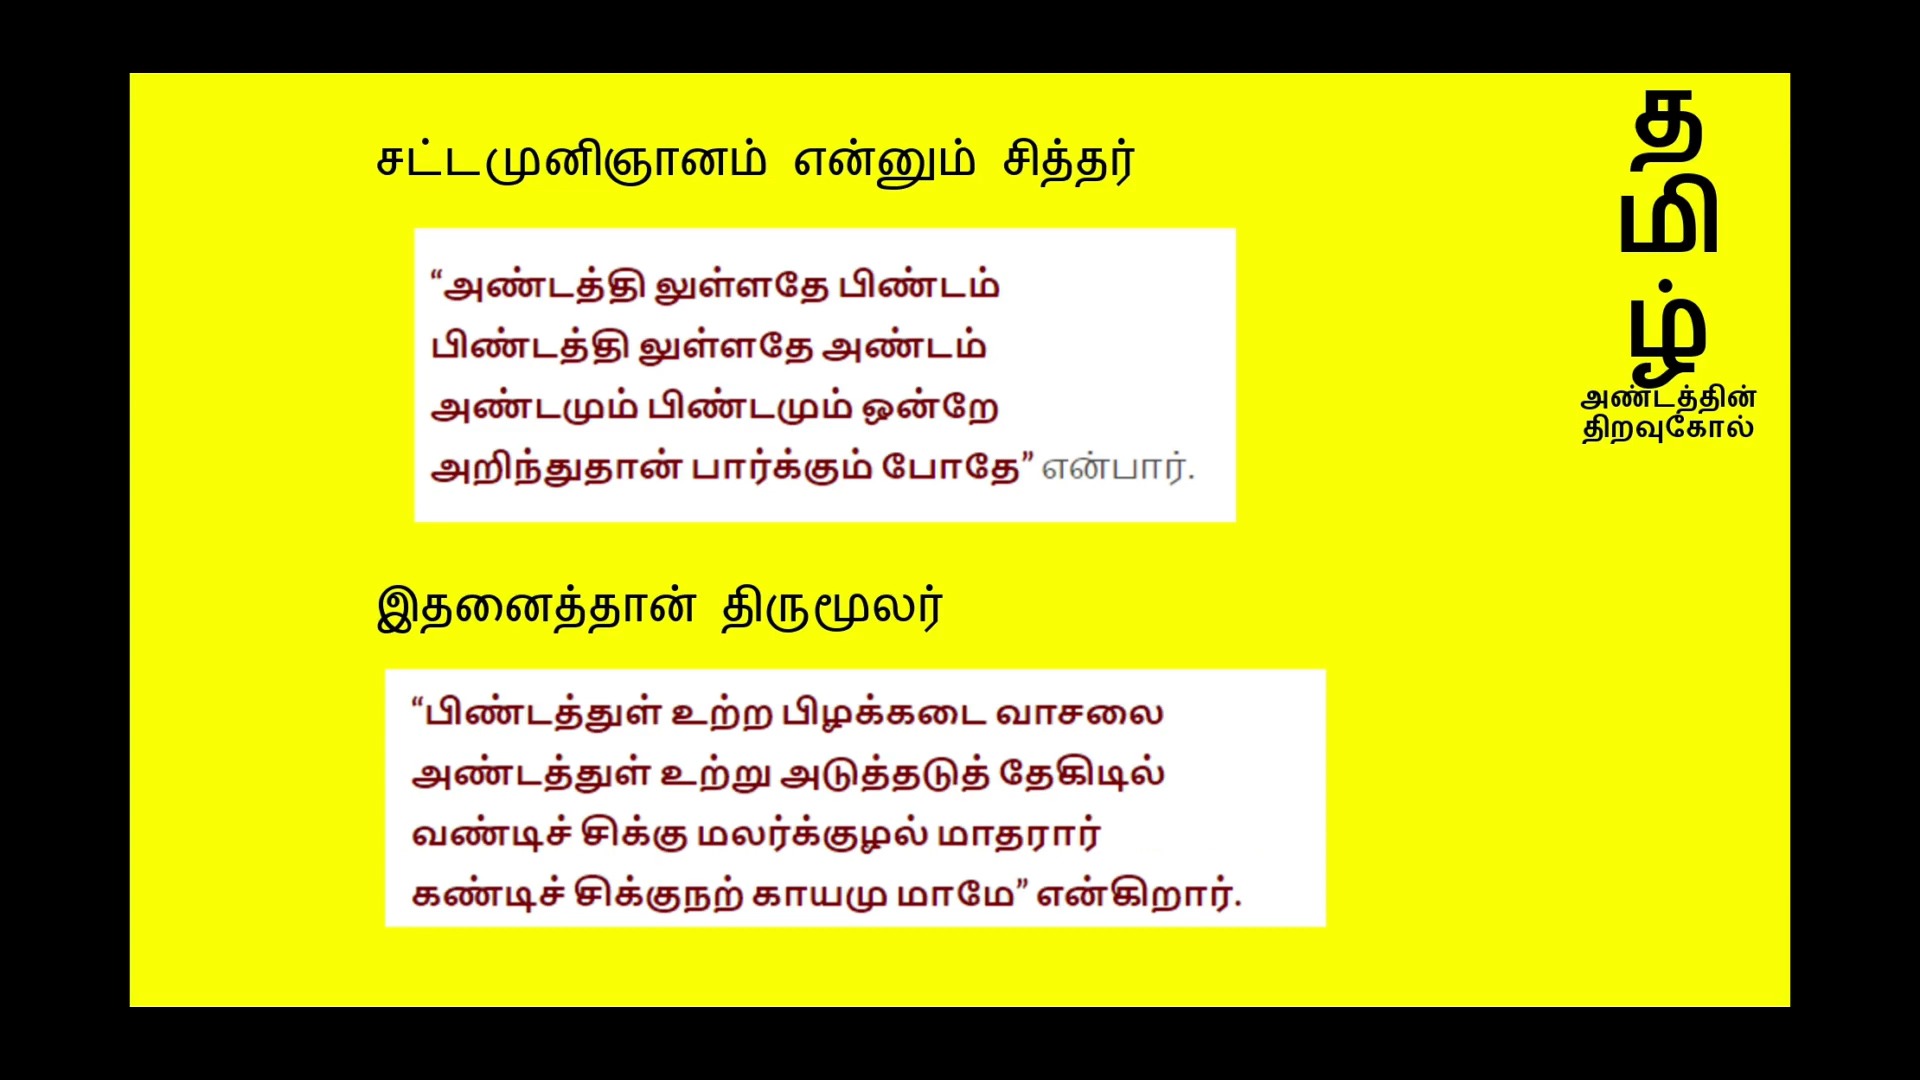 சட்டமுனிஞானம் என்னும் சித்தர்
“அண்டத்தி லுள்ளதே பிண்டம்
பிண்டத்தி லுள்ளதே அண்டம்
அண்டமும் பிண்டமும் ஒன்றே
அறிந்துதான் பார்க்கும் போதே” என்பார்.
இதனைத்தான் திருமூலர்
“பிண்டத்துள் உற்ற பிழக்கடை வாசலை
அண்டத்துள் உற்று அடுத்தடுத் தேகிடில்
வண்டிச் சிக்கு மலர்க்குழல் மாதரார்
கண்டிச் சிக்குநற் காயமு மாமே” என்கிறார்.
த
மி
ழ்
அண்டத்தின்
திறவுகோல்